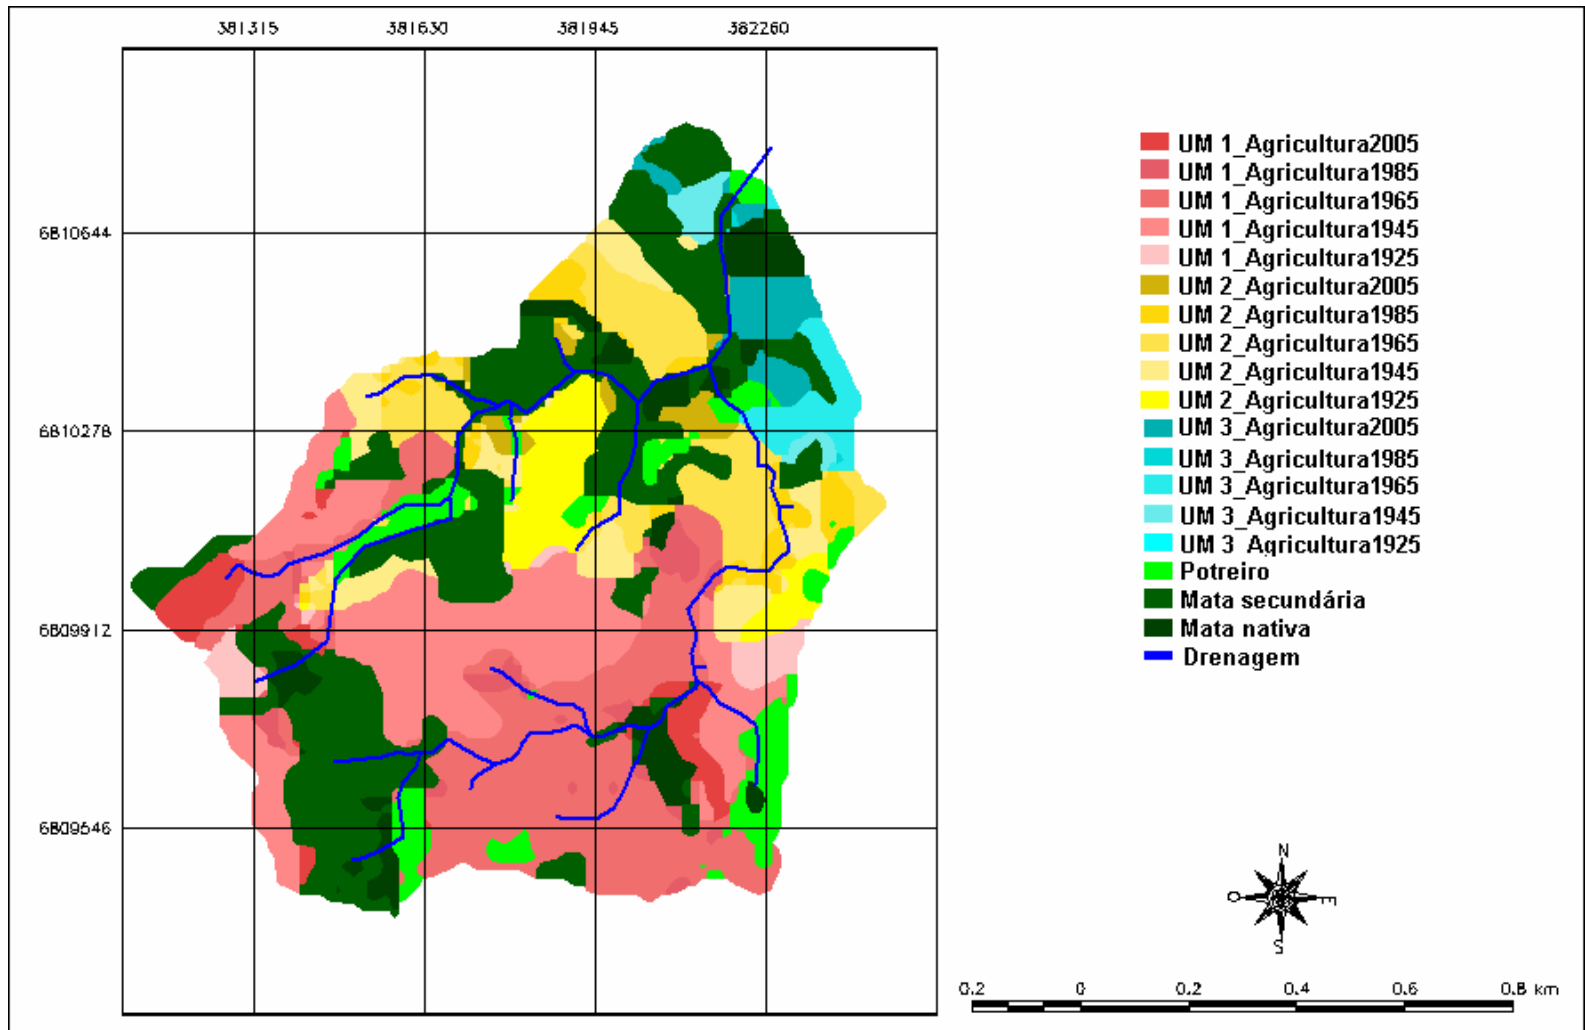 381315 381630 381945 382260
6810644
6810278
6809912
6809546
UM 1_Agricultura2005
UM 1_Agricultura1985
UM 1_Agricultura1965
UM 1_Agricultura1945
UM 1_Agricultura1925
UM 2_Agricultura2005
UM 2_Agricultura1985
UM 2_Agricultura1965
UM 2_Agricultura1945
UM 2_Agricultura1925
UM 3_Agricultura2005
UM 3_Agricultura1985
UM 3_Agricultura1965
UM 3_Agricultura1945
UM 3_Agricultura1925
Potreiro
Mata secundária
Mata nativa
Drenagem
N
O E
S
0.2 0 0.2 0.4 0.6 0.8 km